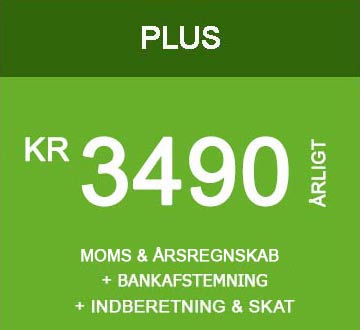 PLUS
KR 3490 ÅRLIGT
MOMS & ÅRSREGNSKAB
+ BANKAFSTEMNING
+ INDBERETNING & SKAT